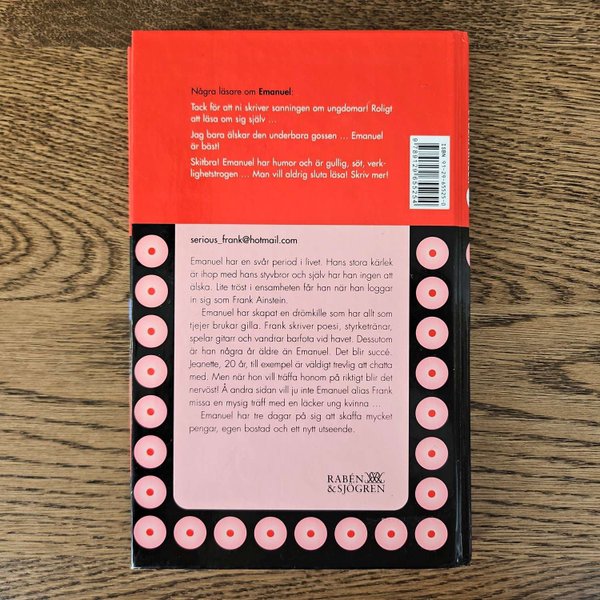 Några läsare om Emanuel:
Tack för att ni skriver sanningen om ungdomar! Roligt
att läsa om sig själv ...
Jag bara älskar den underbara gossen ... Emanuel
är bäst!
Skitbra! Emanuel har humor och är gullig, söt, verk-
lighetstrogen ... Man vill aldrig sluta läsa! Skriv mer!
ISBN 91-29-65525-0
9789129655254
serious_frank@hotmail.com
Emanuel har en svår period i livet. Hans stora kärlek
är ihop med hans styvbror och själv har han ingen att
älska. Lite tröst i ensamheten får han när han loggar
in sig som Frank Ainstein.
Emanuel har skapat en drömkille som har allt som
tjejer brukar gilla. Frank skriver poesi, styrketränar,
spelar gitarr och vandrar barfota vid havet. Dessutom
är han några år äldre än Emanuel. Det blir succé.
Jeanette, 20 år, till exempel är väldigt trevlig att chatta
med. Men när hon vill träffa honom på riktigt blir det
nervöst! Å andra sidan vill ju inte Emanuel alias Frank
missa en mysig träff med en läcker ung kvinna ...
Emanuel har tre dagar på sig att skaffa mycket
pengar, egen bostad och ett nytt utseende.
RABÉN
&SJÖGREN